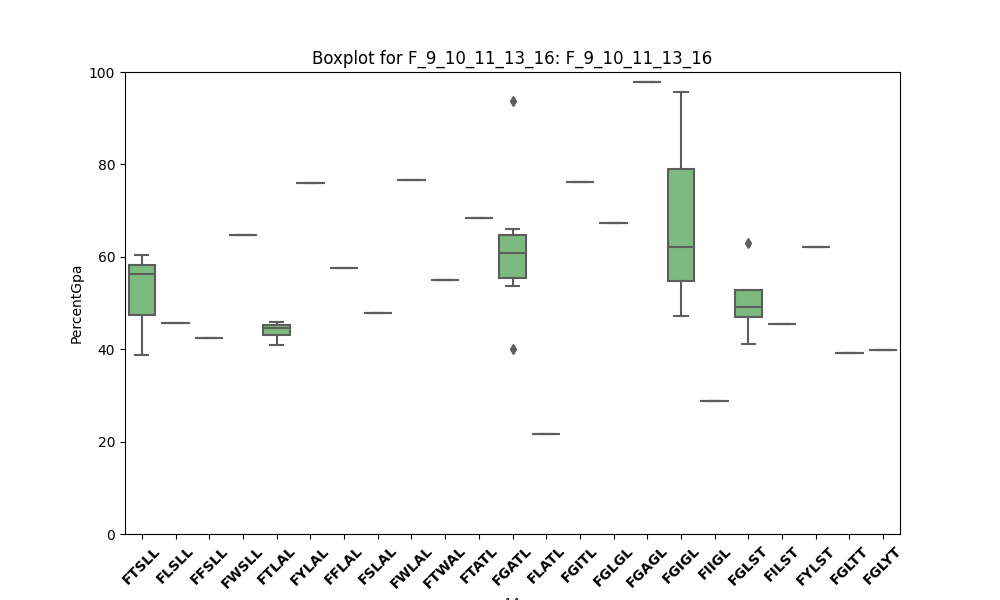 Boxplot for F_9_10_11_13_16: F_9_10_11_13_16
100
80
60
40
20
0
PercentGpa
FTSLL
FLSLL
FFSLL
FWSLL
FTLAL
FYLAL
FFLAL
FSLAL
FWLAL
FTWAL
FTATL
FGATL
FLATL
FGITL
FGLGL
FGAGL
FGIGL
FIIGL
FGLST
FILST
FYLST
FGLTT
FGLYT